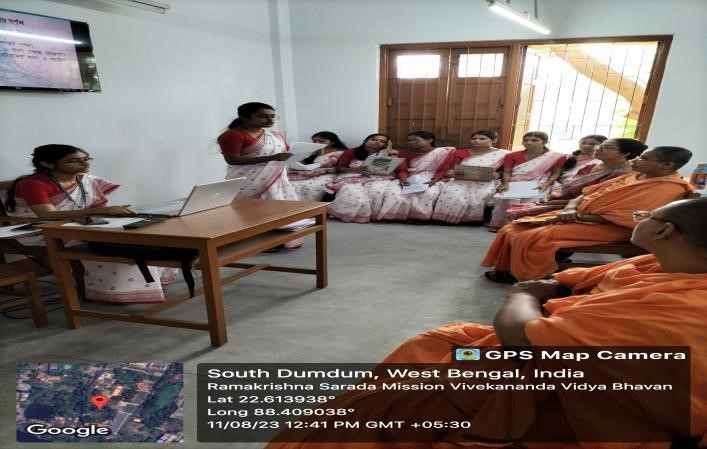 GPS Map Camera
South Dumdum, West Bengal, India
Ramakrishna Sarada Mission Vivekananda Vidya Bhavan
Lat 22.613938°
Long 88.409038°
11/08/23 12:41 PM GMT +05:30
Google